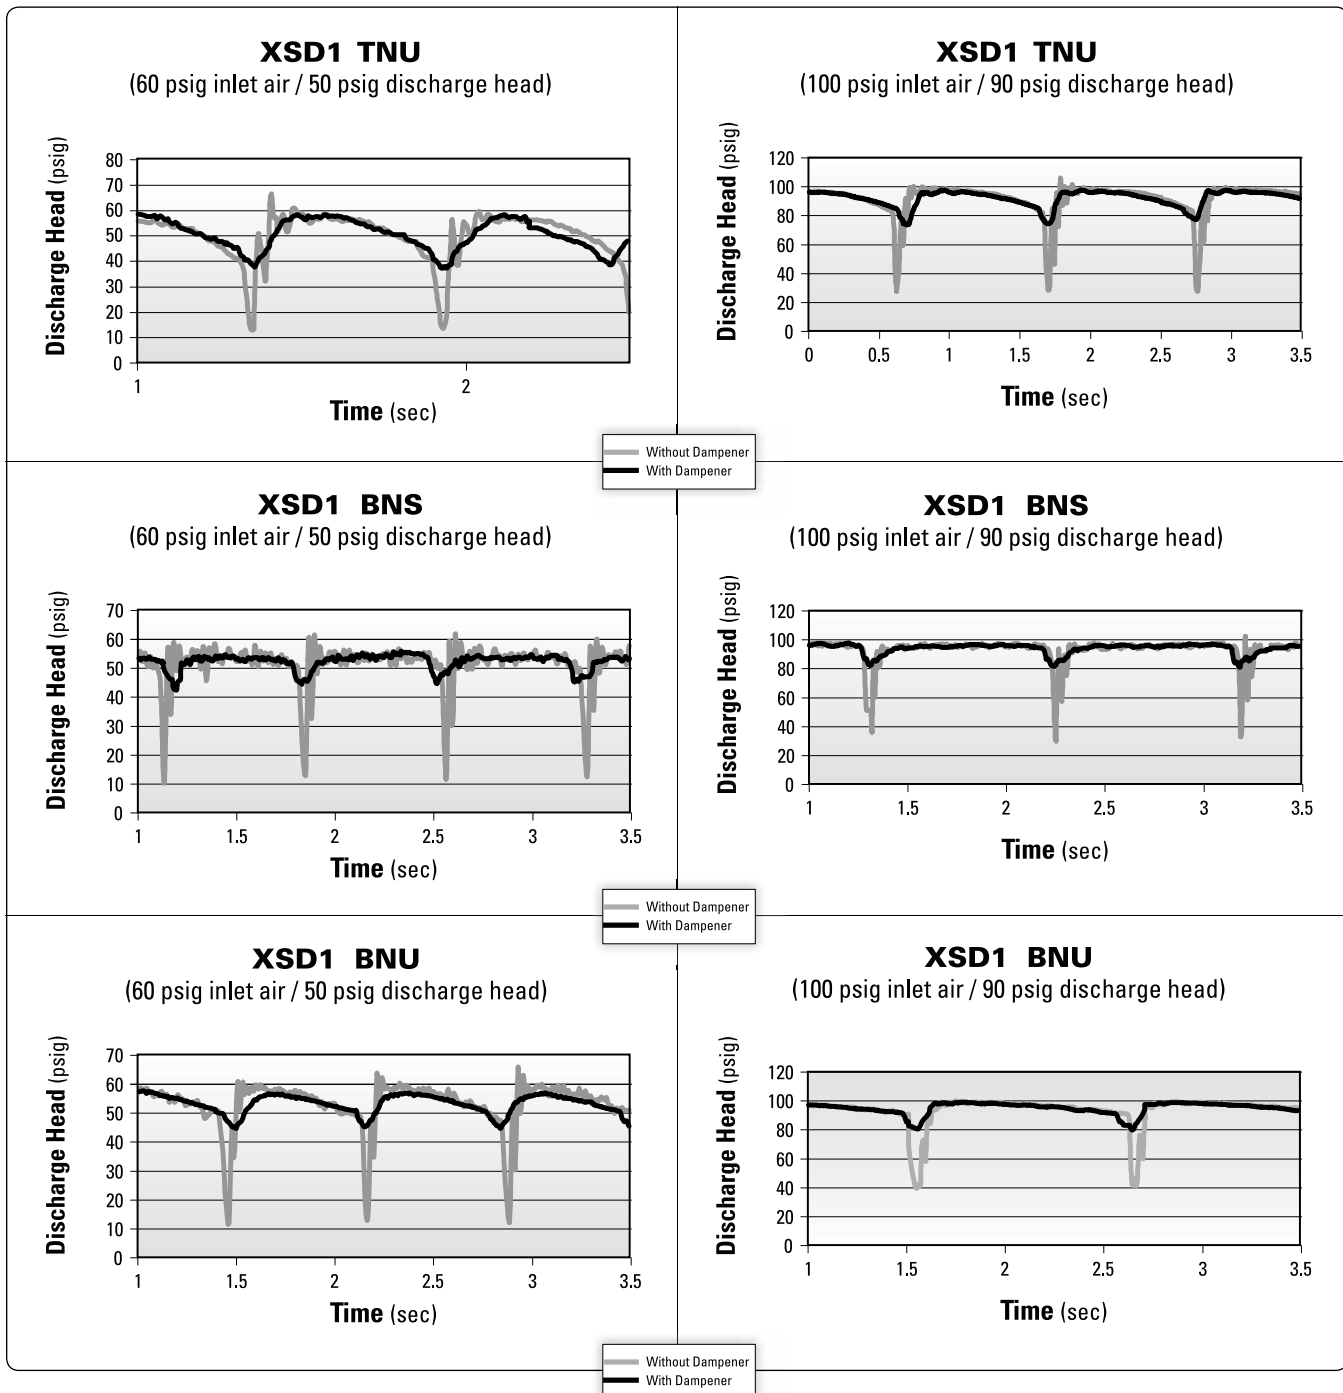 XSD1 TNU
(60 psig inlet air / 50 psig discharge head)
Discharge Head (psig)
80
70
60
50
40
30
20
10
0
1
2
Time (sec)
XSD1 TNU
(100 psig inlet air / 90 psig discharge head)
Discharge Head (psig)
120
100
80
60
40
20
0
0
0.5
1
1.5
2
2.5
3
3.5
Time (sec)
Without Dampener
With Dampener
XSD1 BNS
(60 psig inlet air / 50 psig discharge head)
Discharge Head (psig)
70
60
50
40
30
20
10
0
1
1.5
2
2.5
3
3.5
Time (sec)
XSD1 BNS
(100 psig inlet air / 90 psig discharge head)
Discharge Head (psig)
120
100
80
60
40
20
0
1
1.5
2
2.5
3
3.5
Time (sec)
Without Dampener
With Dampener
XSD1 BNU
(60 psig inlet air / 50 psig discharge head)
Discharge Head (psig)
70
60
50
40
30
20
10
0
1
1.5
2
2.5
3
3.5
Time (sec)
XSD1 BNU
(100 psig inlet air / 90 psig discharge head)
Discharge Head (psig)
120
100
80
60
40
20
0
1
1.5
2
2.5
3
3.5
Time (sec)
Without Dampener
With Dampener